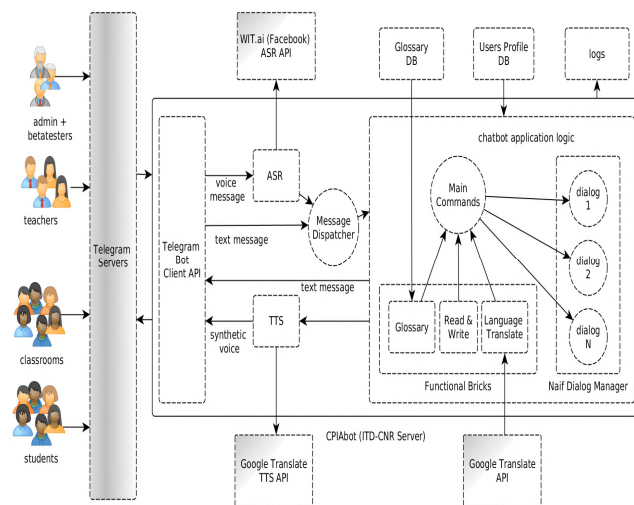 WIT.ai (Facebook)
ASR API
Glossary
DB
Users Profile
DB
logs
admin +
betatesters
chatbot application logic
teachers
Telegram
Servers
Telegram
Bot
Client API
voice
message
ASR
Message
Dispatcher
text message
Main
Commands
dialog
1
dialog
2
dialog
N
text message
synthetic
voice
TTS
Glossary
Read &
Write
Language
Translate
Functional Bricks
Naif Dialog Manager
classrooms
students
CPIAbot (ITD-CNR Server)
Google Translate
TTS API
Google Translate
API